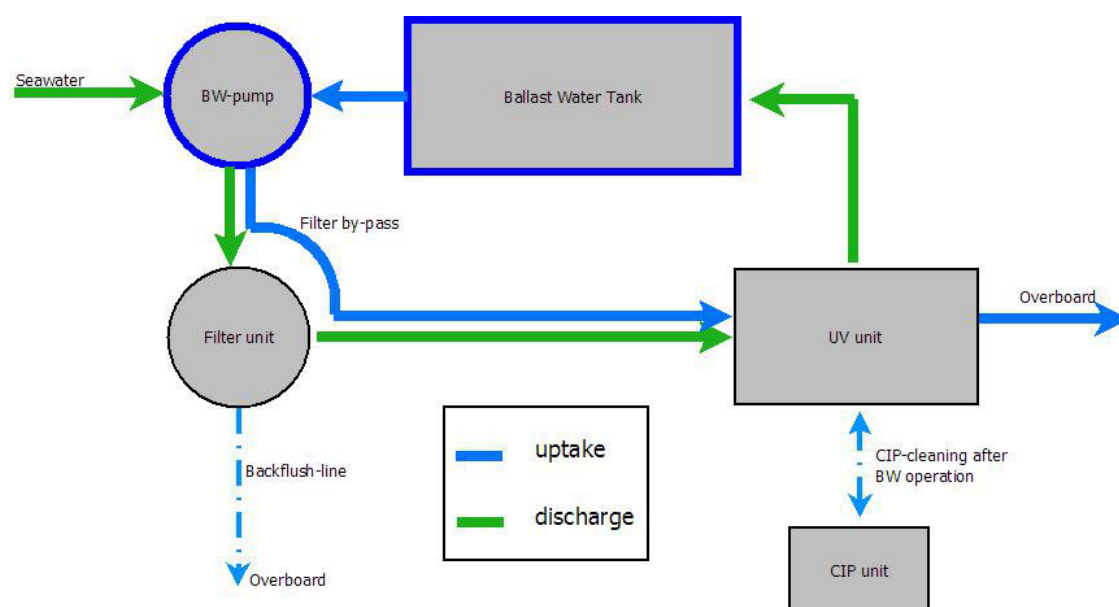 Seawater
BW-pump
Ballast Water Tank
Filter by-pass
Overboard
Filter unit
UV unit
Backflush-line
uptake
discharge
CIP-cleaning after
BW operation
Overboard
CIP unit